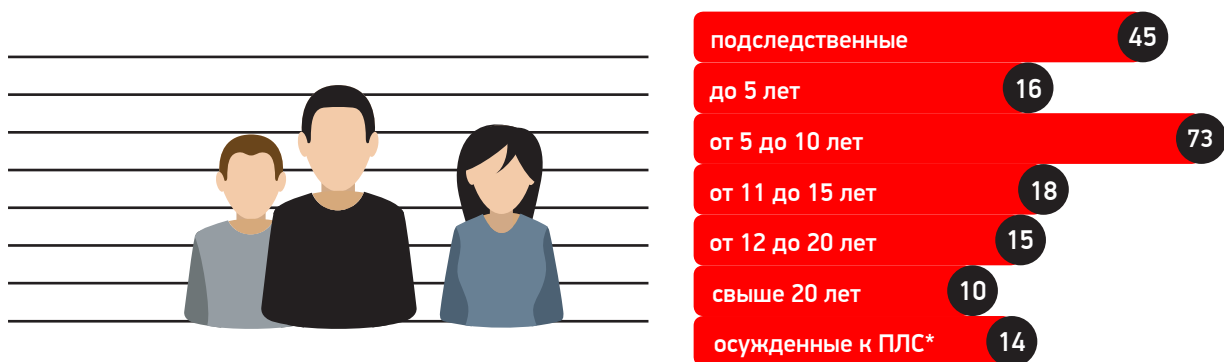 подследственные 45
до 5 лет 16
от 5 до 10 лет 73
от 11 до 15 лет 18
от 12 до 20 лет 15
свыше 20 лет 10
осужденные к ПЛС* 14